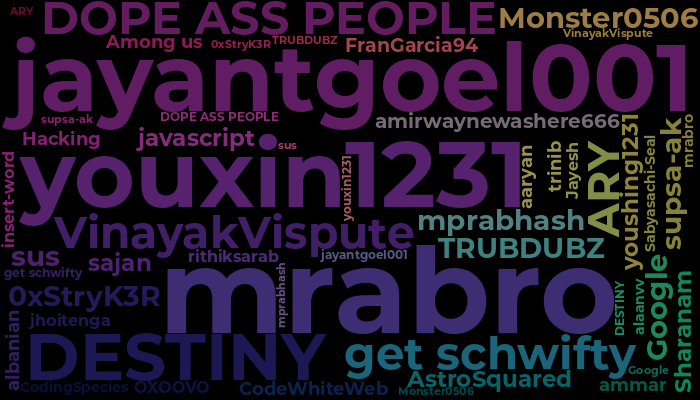 ARY
DOPE ASS PEOPLE
Monster0506
Among us
0xStryK3R
TRUBDUBZ
FranGarcia94
VinayakVispute
jayantgoel001
supsa-ak
DOPE ASS PEOPLE
amirwaynewashere666
Hacking
javascript
sus
youxin1231
insert-word
youxin1231
aaryan
trinib
Jayesh
ARY
youshing1231
Sabyasachi-Seal
supsa-ak
mrabro
VinayakVispute
mprabhash
TRUBDUBZ
sus
sajan
rithiksarab
jayantgoel001
get schwifty
mprabhash
mrabro
0xStryK3R
jhoitenga
albanian
DESTINY
DESTINY
alaanvv
Google
Sharanam
get schwifty
Google
AstroSquared
ammar
CodingSpecies
OXOOVO
CodeWhiteWeb
Monster0506